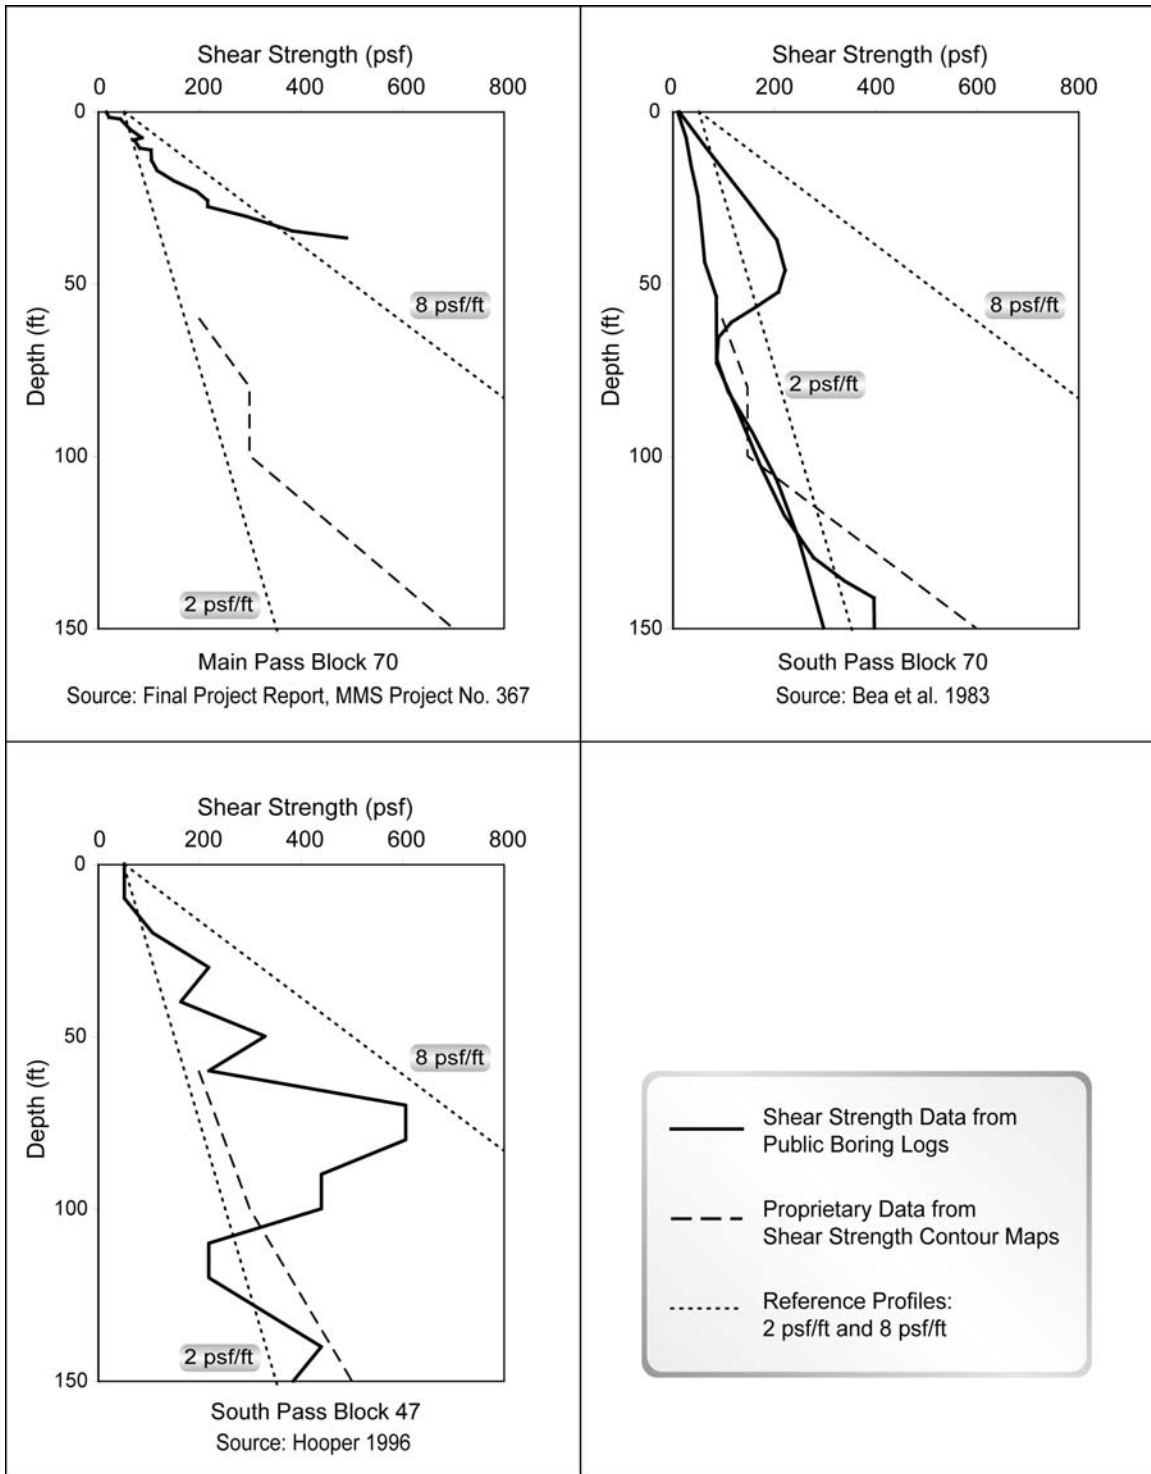 Shear Strength (psf)
0 200 400 600 800
0
50
100
150
Depth (ft)
8 psf/ft
2 psf/ft
Main Pass Block 70
Source: Final Project Report, MMS Project No. 367
Shear Strength (psf)
0 200 400 600 800
0
50
100
150
Depth (ft)
8 psf/ft
2 psf/ft
South Pass Block 70
Source: Bea et al. 1983
Shear Strength (psf)
0 200 400 600 800
0
50
100
150
Depth (ft)
8 psf/ft
2 psf/ft
South Pass Block 47
Source: Hooper 1996
Shear Strength Data from
Public Boring Logs
Proprietary Data from
Shear Strength Contour Maps
Reference Profiles:
2 psf/ft and 8 psf/ft